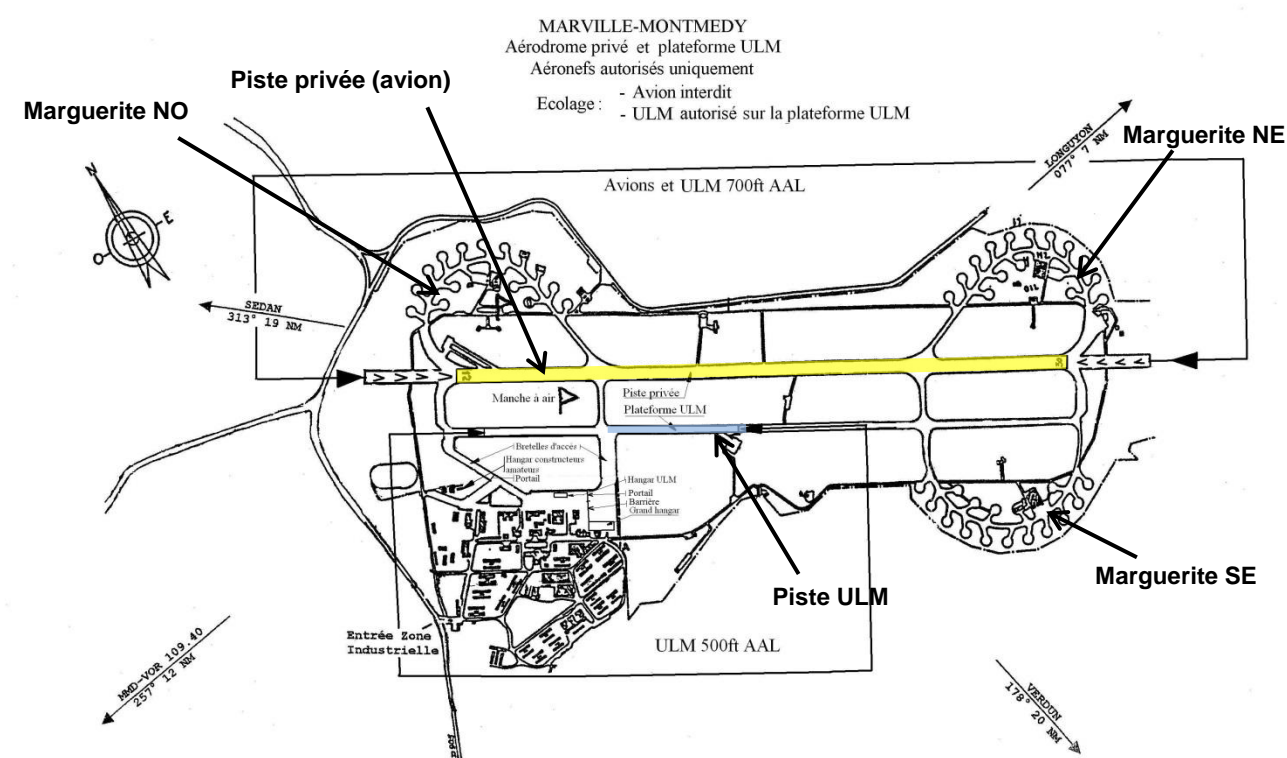 MARVILLE-MONTMEDY
Aérodrome privé et plateforme ULM
Aéronefs autorisés uniquement
Ecolage : - Avion interdit
- ULM autorisé sur la plateforme ULM
Piste privée (avion)
Marguerite NO
Marguerite NE
LONGUYON
077° 7 NM
Avions et ULM 700ft AAL
N
E
O
SEDAN
313° 19 NM
Manche à air
Piste privée
Plateforme ULM
Bretelles d'accès
Hangar constructeurs
amateurs
Portail
Hangar ULM
Portail
Barrière
Grand hangar
Marguerite SE
Piste ULM
Entrée Zone
Industrielle
ULM 500ft AAL
MMD-VOR 109.40
257° 12 NM
VERDUN
178° 20 NM